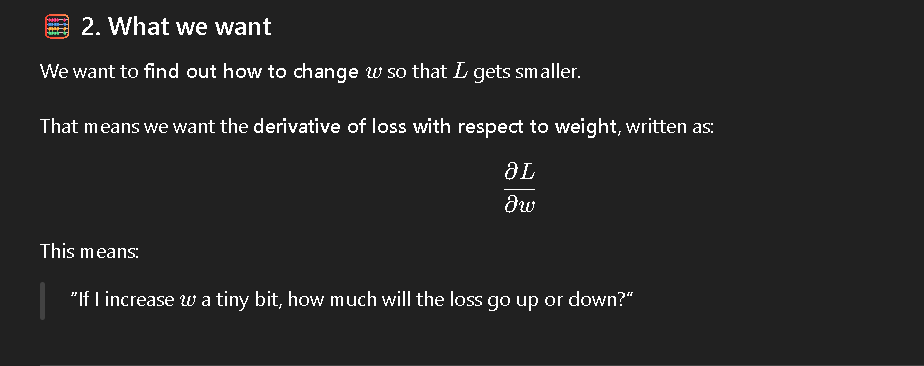 🧮 2. What we want
We want to find out how to change w so that L gets smaller.
That means we want the derivative of loss with respect to weight, written as:
∂L
∂w
This means:
"If I increase w a tiny bit, how much will the loss go up or down?"